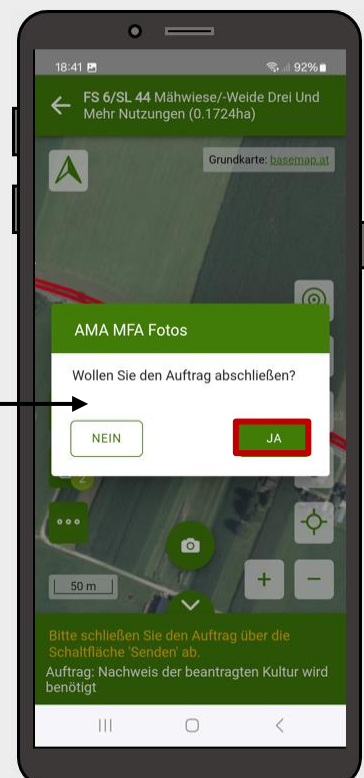 18:41 92%
FS 6/SL 44 Mähwiese/-Weide Drei Und
Mehr Nutzungen (0.1724ha)
Grundkarte: basemap.at
AMA MFA Fotos
Wollen Sie den Auftrag abschließen?
NEIN JA
2
50 m
+ −
Bitte schließen Sie den Auftrag über die
Schaltfläche 'Senden' ab.
Auftrag: Nachweis der beantragten Kultur wird
benötigt